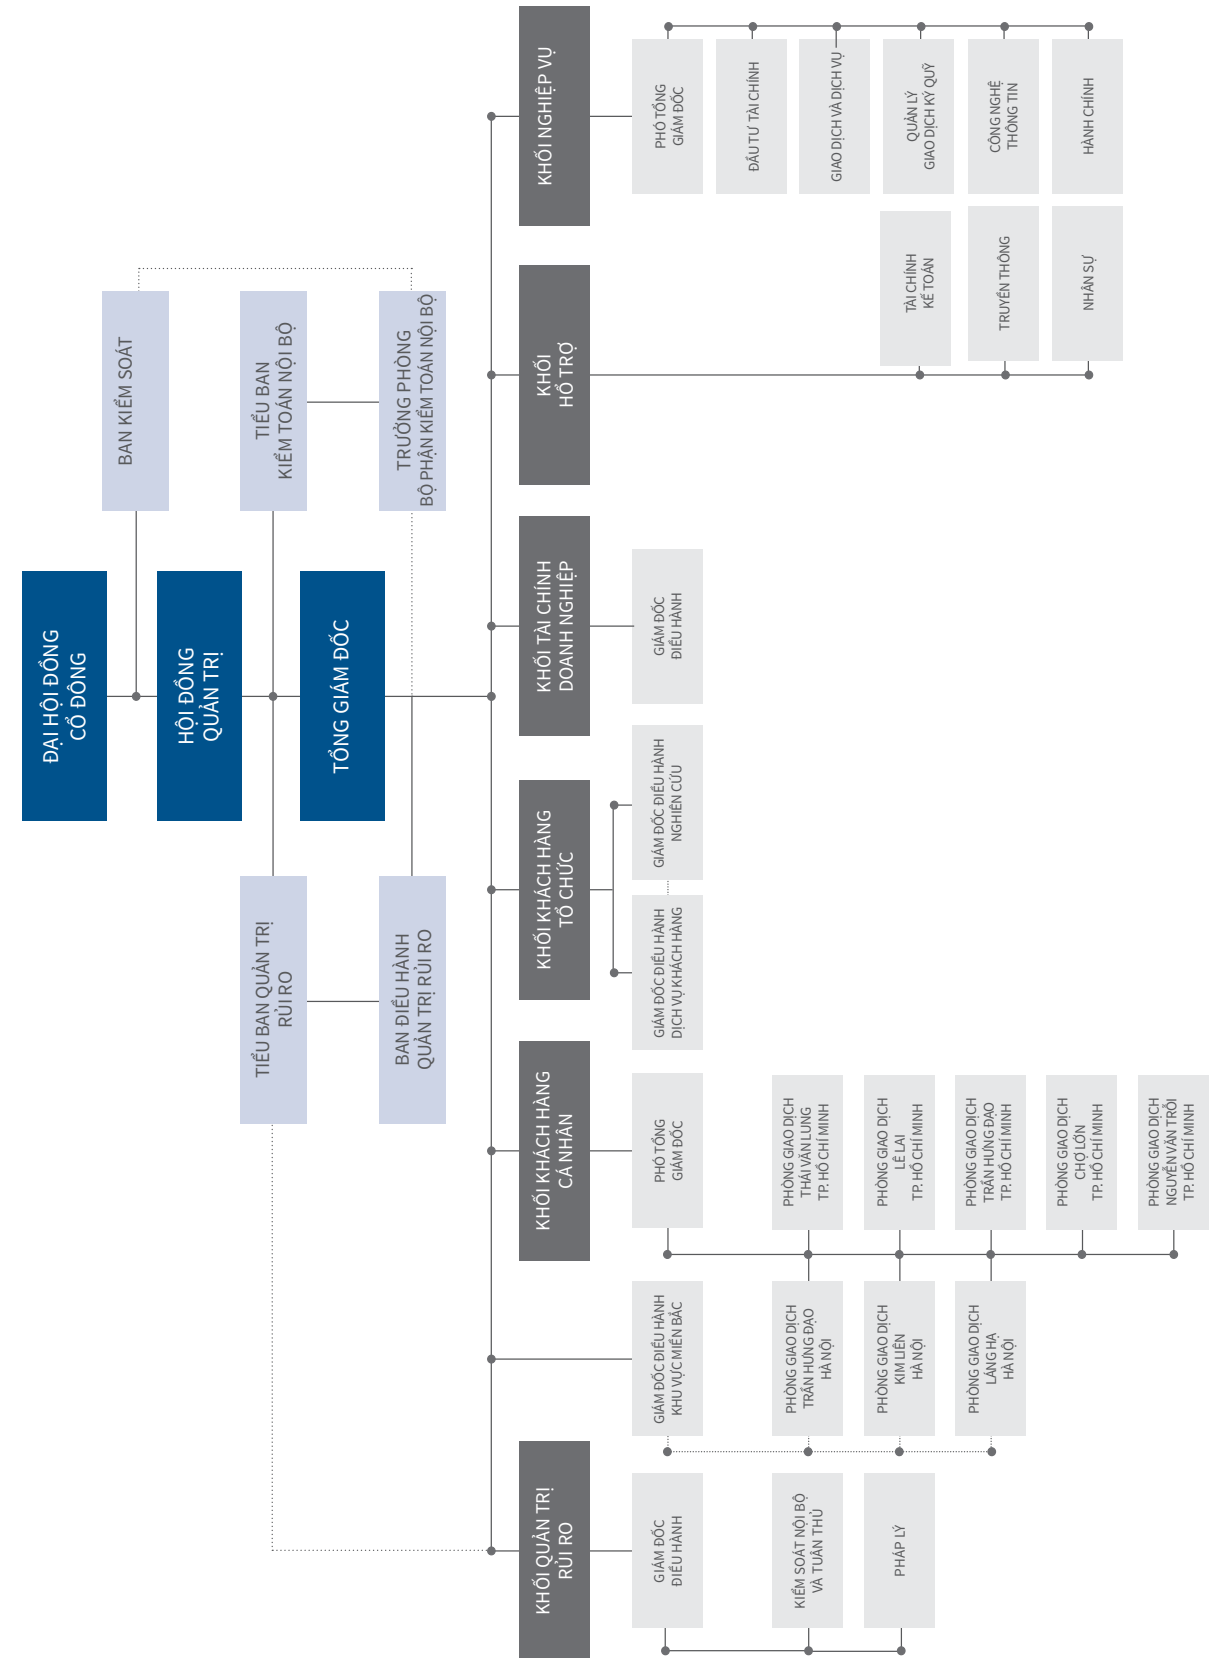 ĐẠI HỘI ĐỒNG
CỔ ĐÔNG
BAN KIỂM SOÁT
HỘI ĐỒNG
QUẢN TRỊ
TIỂU BAN QUẢN TRỊ
RỦI RO
TIỂU BAN
KIỂM TOÁN NỘI BỘ
TỔNG GIÁM ĐỐC
BAN ĐIỀU HÀNH
QUẢN TRỊ RỦI RO
TRƯỞNG PHÒNG
BỘ PHẬN KIỂM TOÁN NỘI BỘ
KHỐI QUẢN TRỊ
RỦI RO
KHỐI KHÁCH HÀNG
CÁ NHÂN
KHỐI KHÁCH HÀNG
TỔ CHỨC
KHỐI TÀI CHÍNH
DOANH NGHIỆP
KHỐI
HỖ TRỢ
KHỐI NGHIỆP VỤ
GIÁM ĐỐC
ĐIỀU HÀNH
GIÁM ĐỐC ĐIỀU HÀNH
KHU VỰC MIỀN BẮC
PHÓ TỔNG
GIÁM ĐỐC
GIÁM ĐỐC ĐIỀU HÀNH
DỊCH VỤ KHÁCH HÀNG
GIÁM ĐỐC ĐIỀU HÀNH
NGHIÊN CỨU
GIÁM ĐỐC
ĐIỀU HÀNH
PHÓ TỔNG
GIÁM ĐỐC
ĐẦU TƯ TÀI CHÍNH
KIỂM SOÁT NỘI BỘ
VÀ TUÂN THỦ
PHÒNG GIAO DỊCH
TRẦN HƯNG ĐẠO
HÀ NỘI
PHÒNG GIAO DỊCH
THÁI VĂN LUNG
TP. HỒ CHÍ MINH
GIAO DỊCH VÀ DỊCH VỤ
PHÁP LÝ
PHÒNG GIAO DỊCH
KIM LIÊN
HÀ NỘI
PHÒNG GIAO DỊCH
LÊ LAI
TP. HỒ CHÍ MINH
TÀI CHÍNH
KẾ TOÁN
QUẢN LÝ
GIAO DỊCH KÝ QUỸ
PHÒNG GIAO DỊCH
LÁNG HẠ
HÀ NỘI
PHÒNG GIAO DỊCH
TRẦN HƯNG ĐẠO
TP. HỒ CHÍ MINH
TRUYỀN THÔNG
CÔNG NGHỆ
THÔNG TIN
PHÒNG GIAO DỊCH
CHỢ LỚN
TP. HỒ CHÍ MINH
NHÂN SỰ
HÀNH CHÍNH
PHÒNG GIAO DỊCH
NGUYỄN VĂN TRỖI
TP. HỒ CHÍ MINH